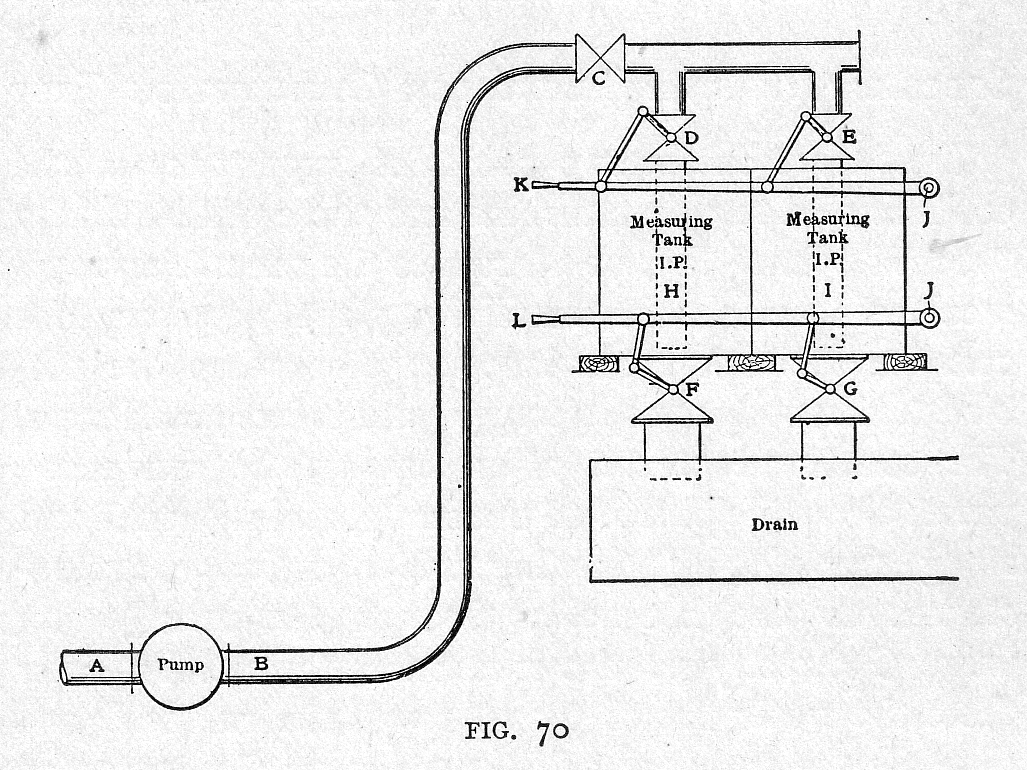 C
D
E
K
Measuring
Tank
I.P.
H
Measuring
Tank
I.P.
I
J
J
L
F
G
Drain
A
Pump
B
FIG. 70